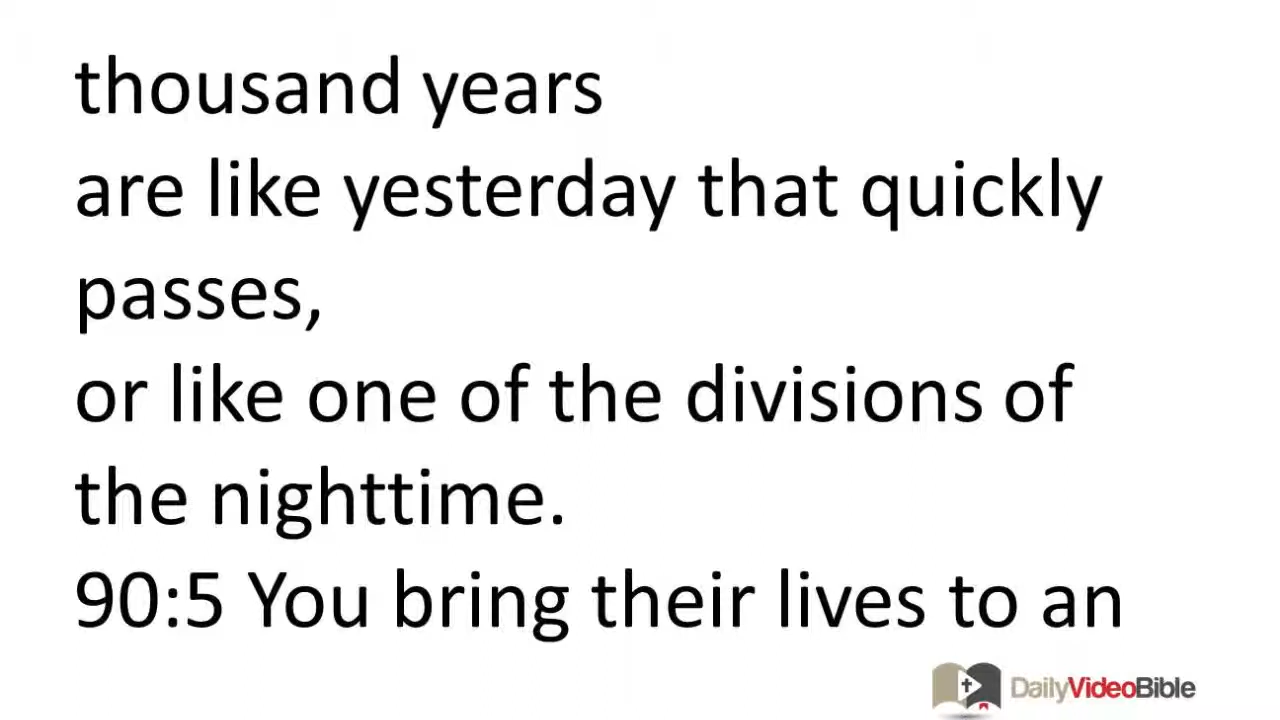 thousand years
are like yesterday that quickly
passes,
or like one of the divisions of
the nighttime.
90:5 You bring their lives to an
DailyVideoBible